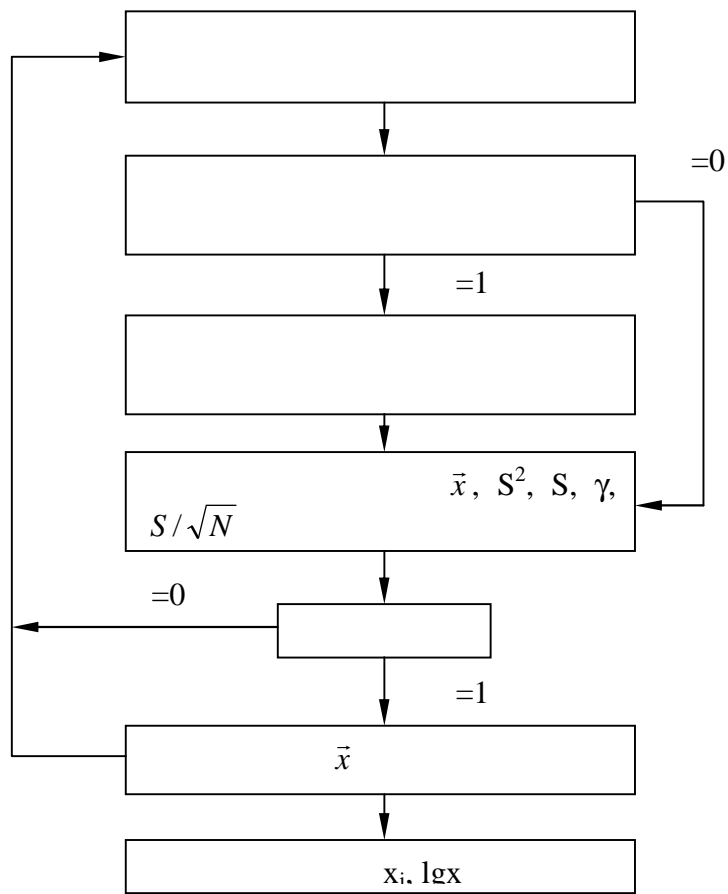 =0
=1
x⃗, S², S, γ,
S/√N
=0
=1
x⃗
xᵢ, lgx